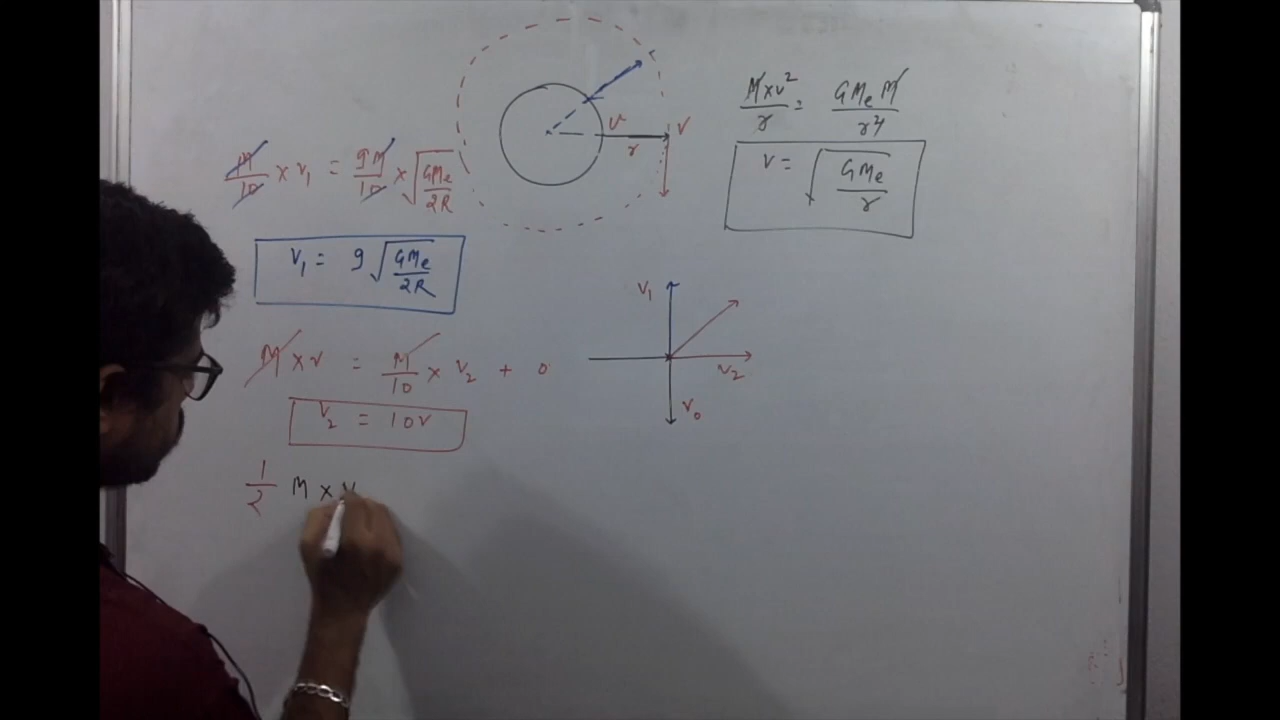 M/10 × v₁ = 9M/10 × √(GMe/2R)
v₁ = 9 √(GMe/2R)
M × v = M/10 × v₂ + 0
v₂ = 10v
1/2 M × v
v
r
v
M×v²/r = GMe M/r²
v = √(GMe/r)
v₁
v₂
v₀